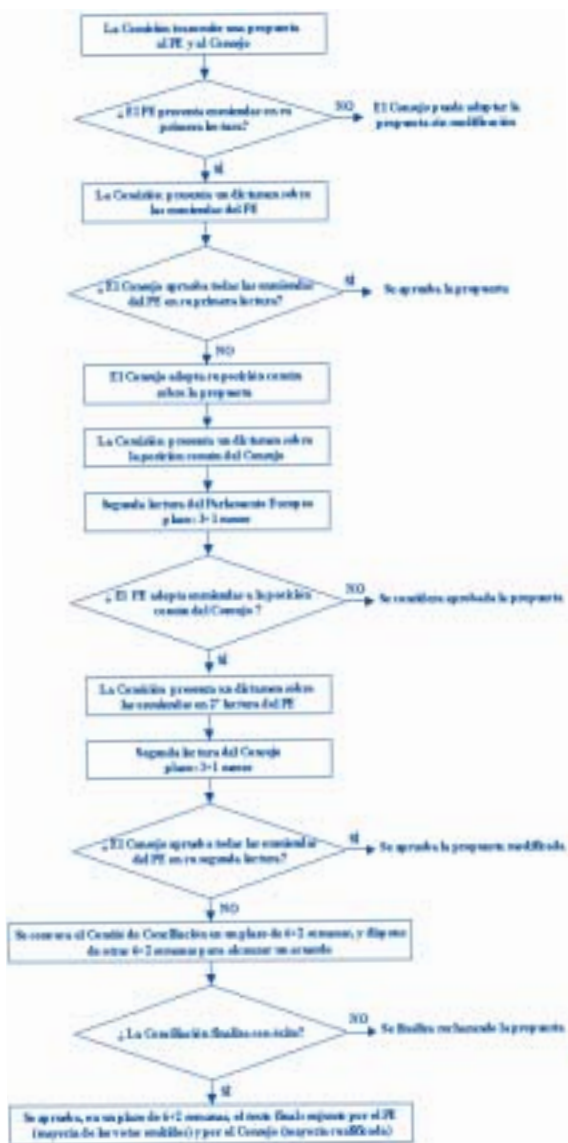 La Comisión transmite una propuesta
al PE y al Consejo
¿El PE presenta enmiendas en su
primera lectura?
NO
El Consejo puede adoptar la
propuesta sin modificación
SÍ
La Comisión presenta un dictamen sobre
las enmiendas del PE
¿El Consejo aprueba todas las enmiendas
del PE en su primera lectura?
SÍ
Se aprueba la propuesta
NO
El Consejo adopta su posición común
sobre la propuesta
La Comisión presenta un dictamen sobre
la posición común del Consejo
Segunda lectura del Parlamento Europeo
plazo: 3+1 meses
¿El PE adopta enmiendas a la posición
común del Consejo?
NO
Se considera aprobada la propuesta
SÍ
La Comisión presenta un dictamen sobre
las enmiendas en 2ª lectura del PE
Segunda lectura del Consejo
plazo: 3+1 meses
¿El Consejo aprueba todas las enmiendas
del PE en su segunda lectura?
SÍ
Se aprueba la propuesta modificada
NO
Se convoca el Comité de Conciliación en un plazo de 6+2 semanas, y dispone
de otras 6+2 semanas para alcanzar un acuerdo
¿La Conciliación finaliza con éxito?
NO
Se finaliza rechazando la propuesta
SÍ
Se aprueba, en un plazo de 6+2 semanas, el texto final conjunto por el PE
(mayoría de los votos emitidos) y por el Consejo (mayoría cualificada)